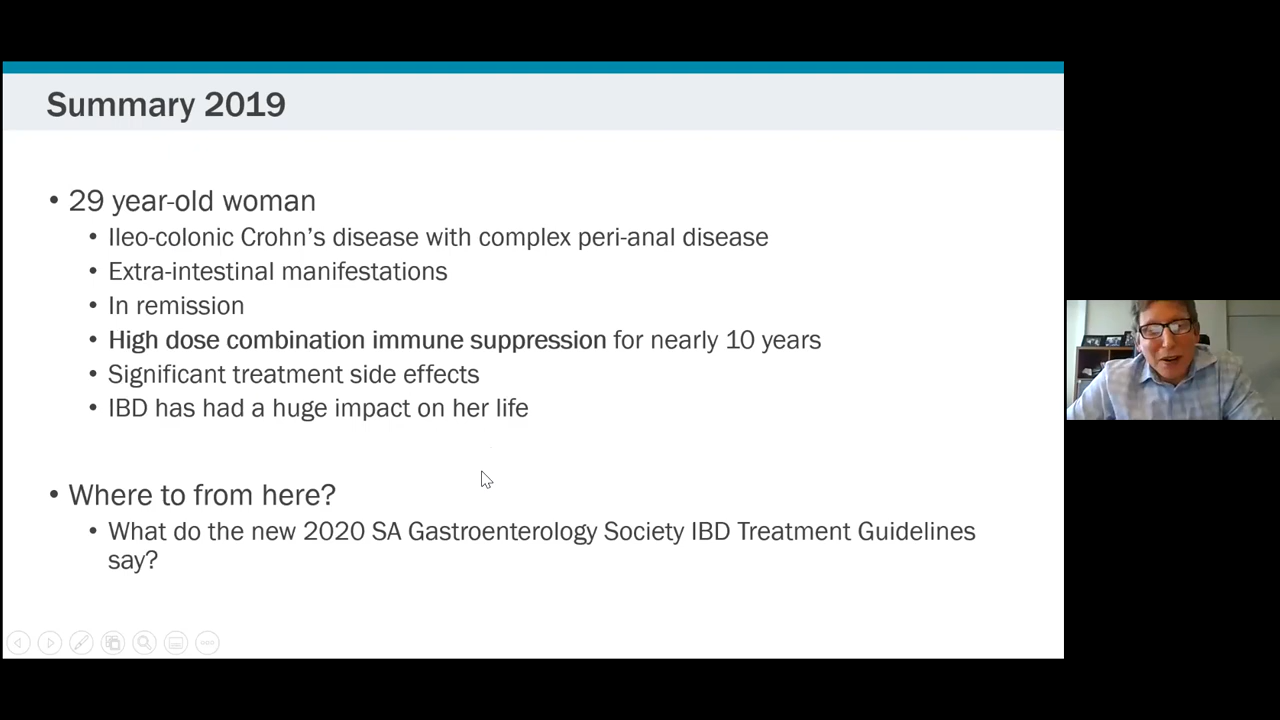 Summary 2019
• 29 year-old woman
• Ileo-colonic Crohn's disease with complex peri-anal disease
• Extra-intestinal manifestations
• In remission
• High dose combination immune suppression for nearly 10 years
• Significant treatment side effects
• IBD has had a huge impact on her life
• Where to from here?
• What do the new 2020 SA Gastroenterology Society IBD Treatment Guidelines
say?